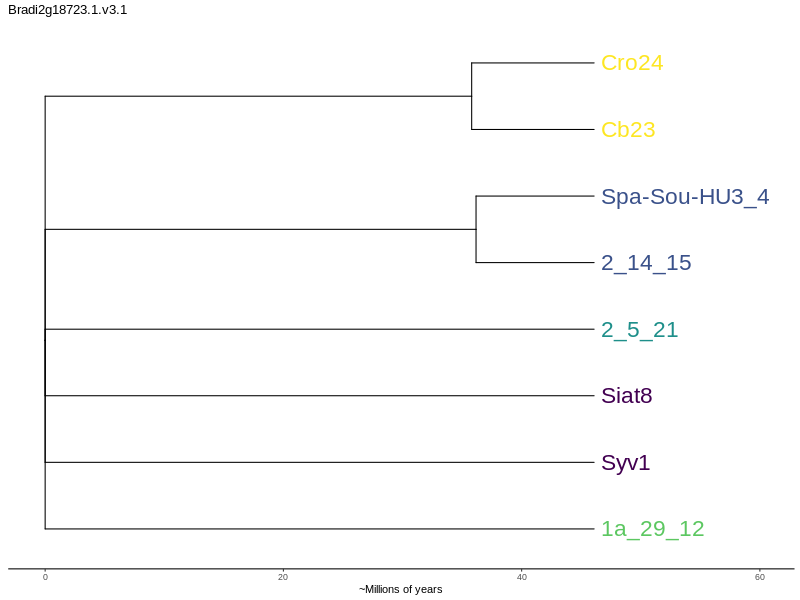 Bradi2g18723.1.v3.1
Cro24
Cb23
Spa-Sou-HU3_4
2_14_15
2_5_21
Siat8
Syv1
1a_29_12
0 20 40 60
~Millions of years